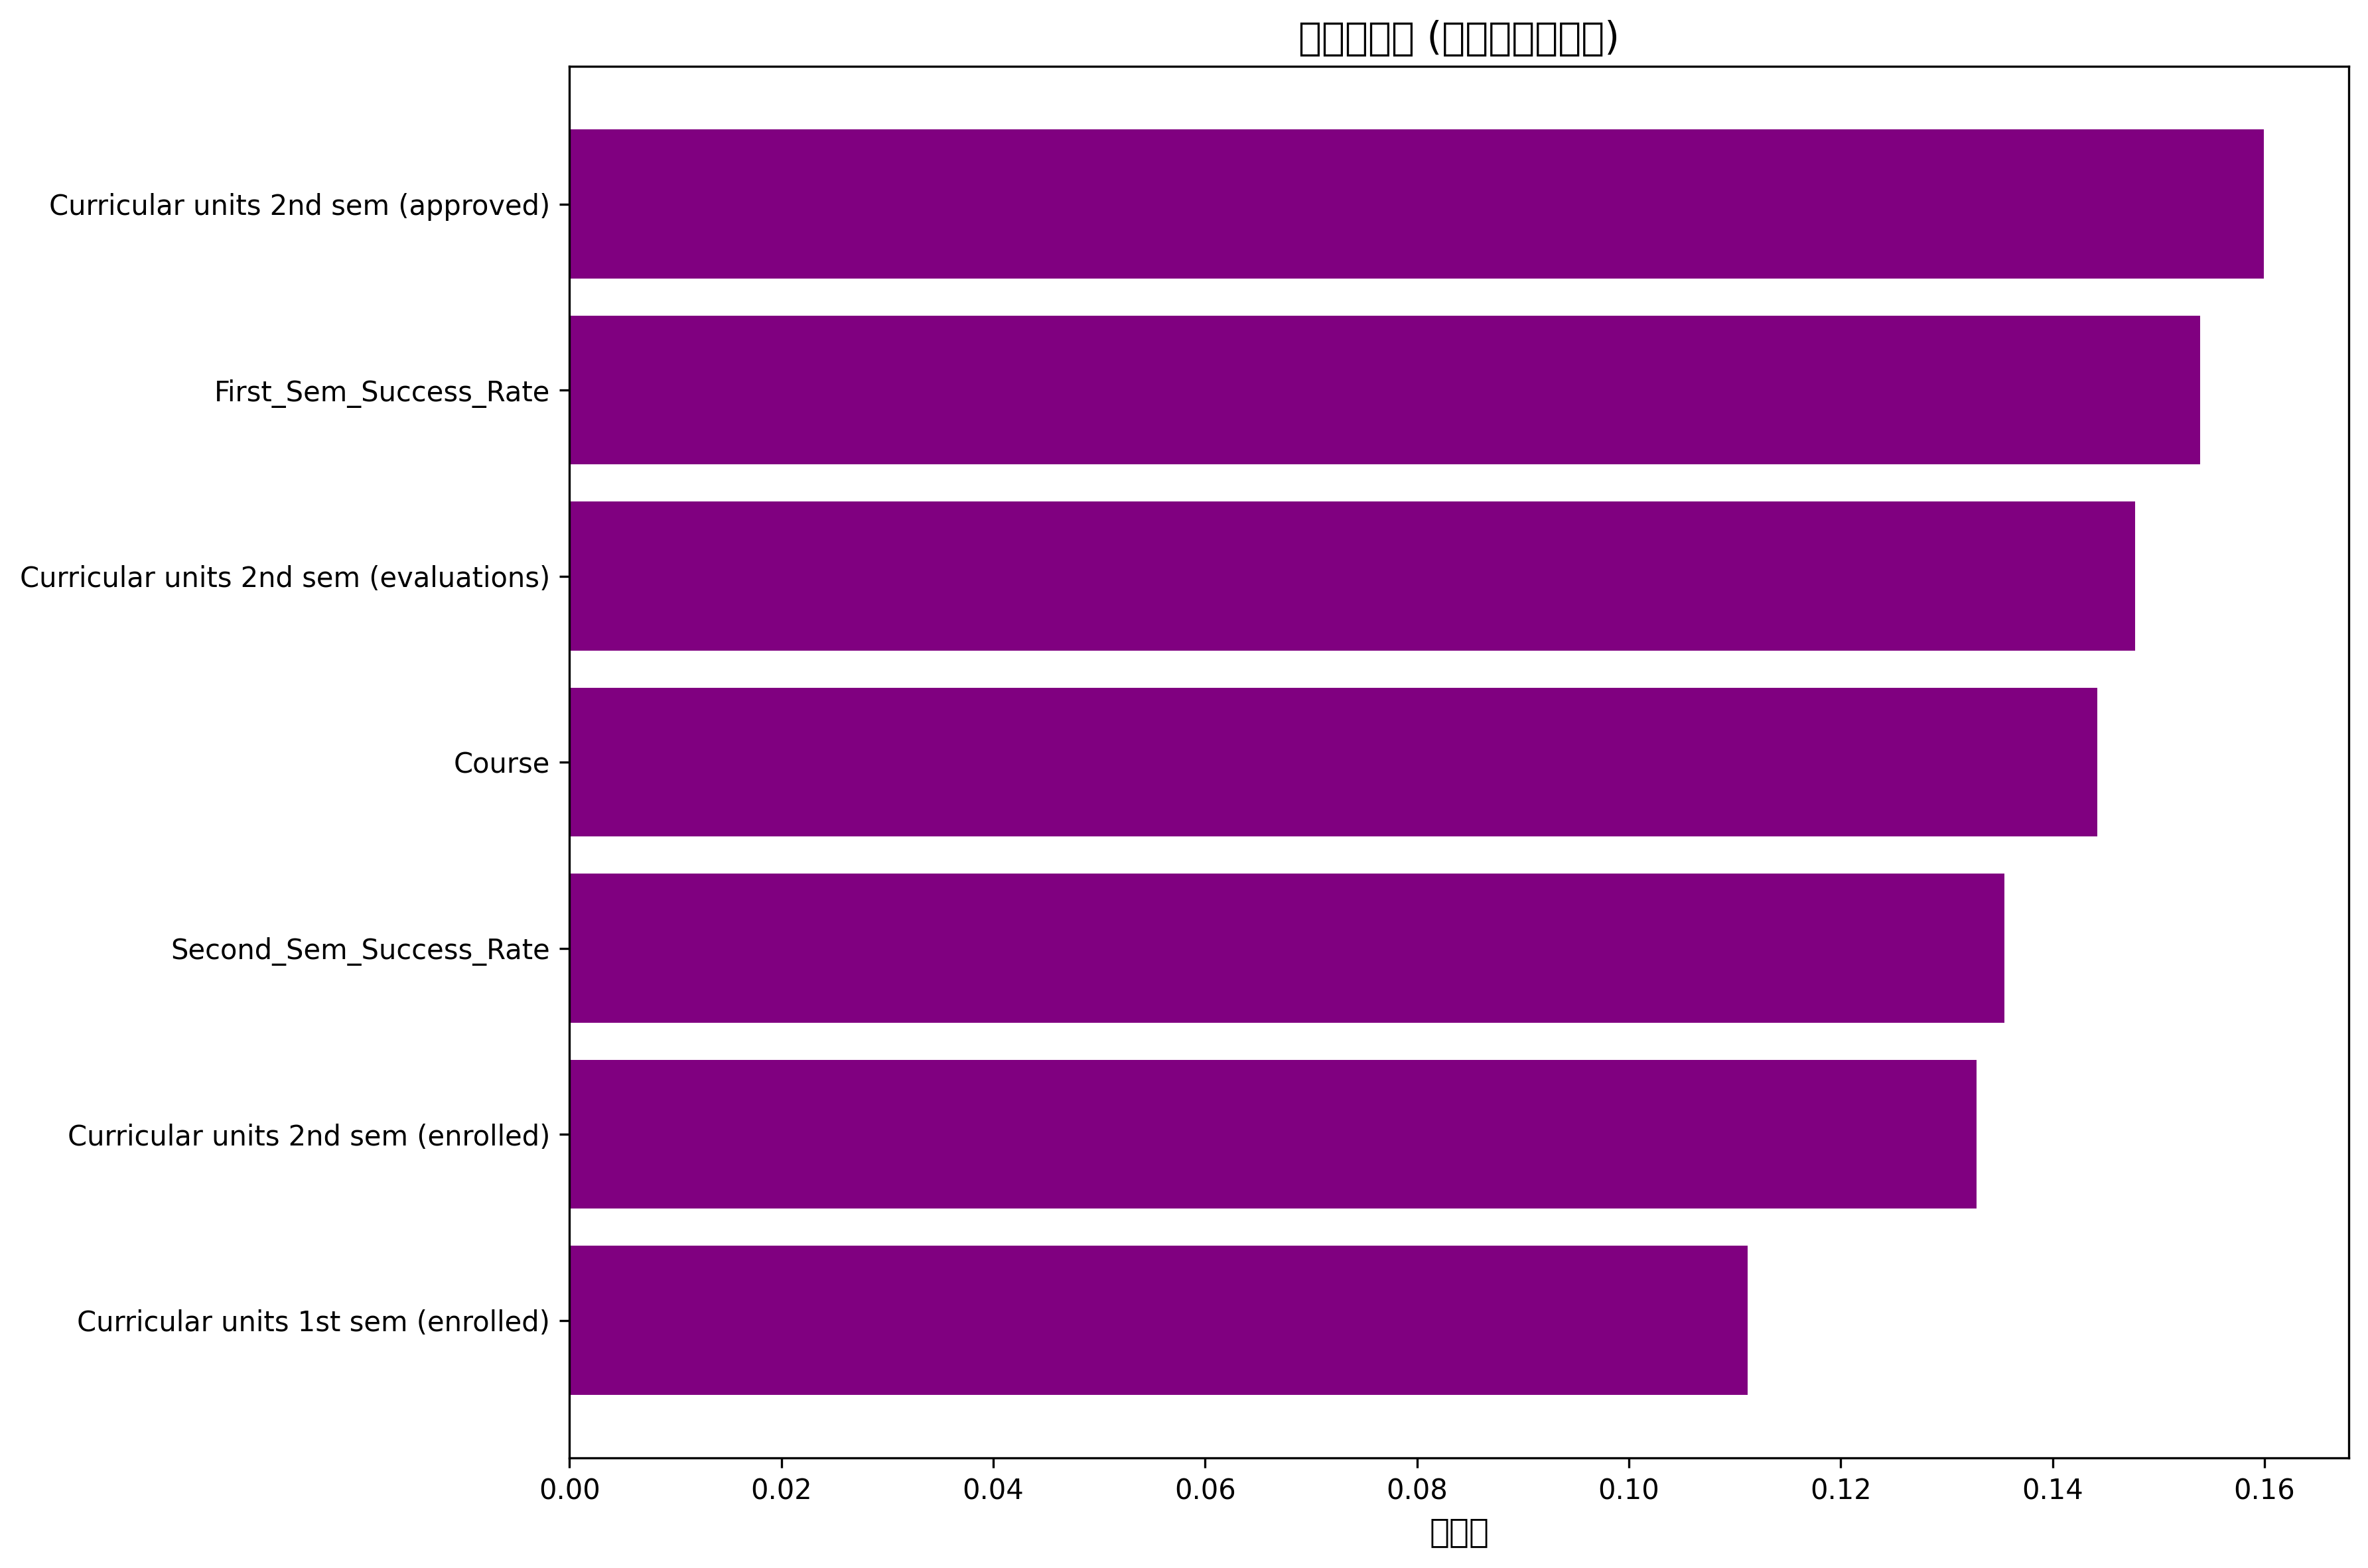 Curricular units 2nd sem (approved)
First_Sem_Success_Rate
Curricular units 2nd sem (evaluations)
Course
Second_Sem_Success_Rate
Curricular units 2nd sem (enrolled)
Curricular units 1st sem (enrolled)
0.00 0.02 0.04 0.06 0.08 0.10 0.12 0.14 0.16